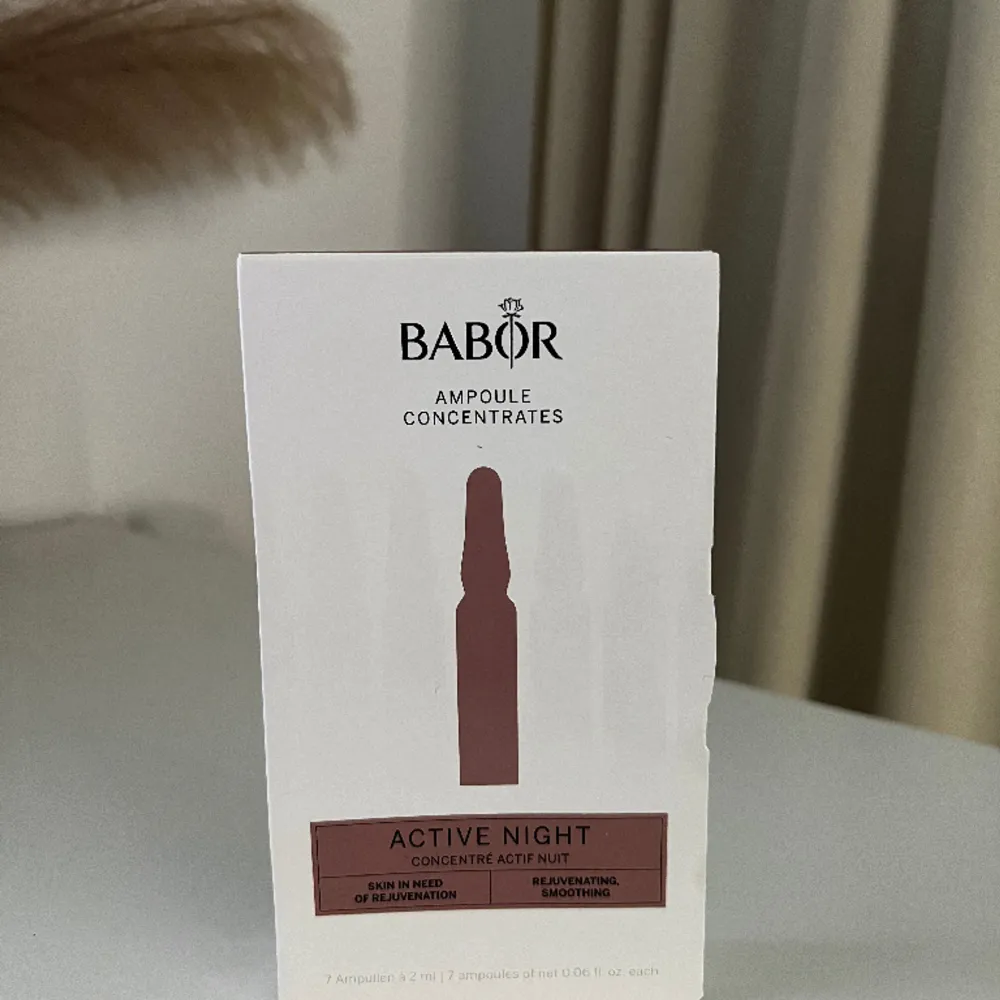 BABOR
AMPOULE
CONCENTRATES
ACTIVE NIGHT
CONCENTRÉ ACTIF NUIT
SKIN IN NEED
OF REJUVENATION
REJUVENATING,
SMOOTHING
7 Ampullen à 2 ml | 7 ampoules of net 0.06 fl. oz. each